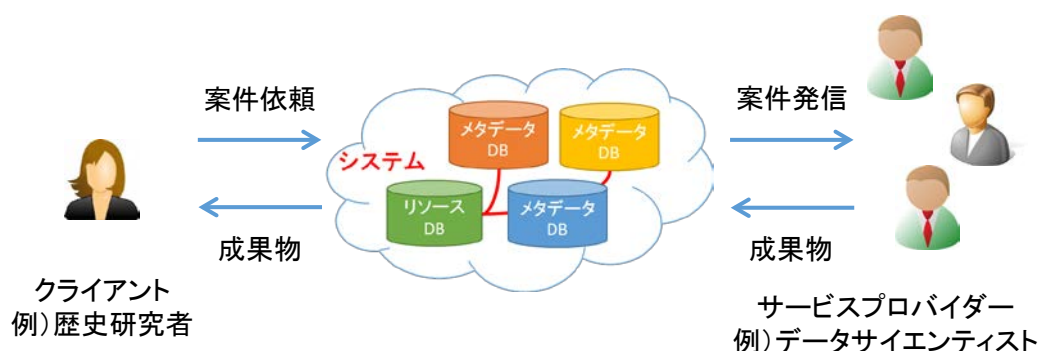 案件依頼
案件発信
メタデータ
DB
メタデータ
DB
システム
リソース
DB
メタデータ
DB
成果物
成果物
クライアント
例）歴史研究者
サービスプロバイダー
例）データサイエンティスト